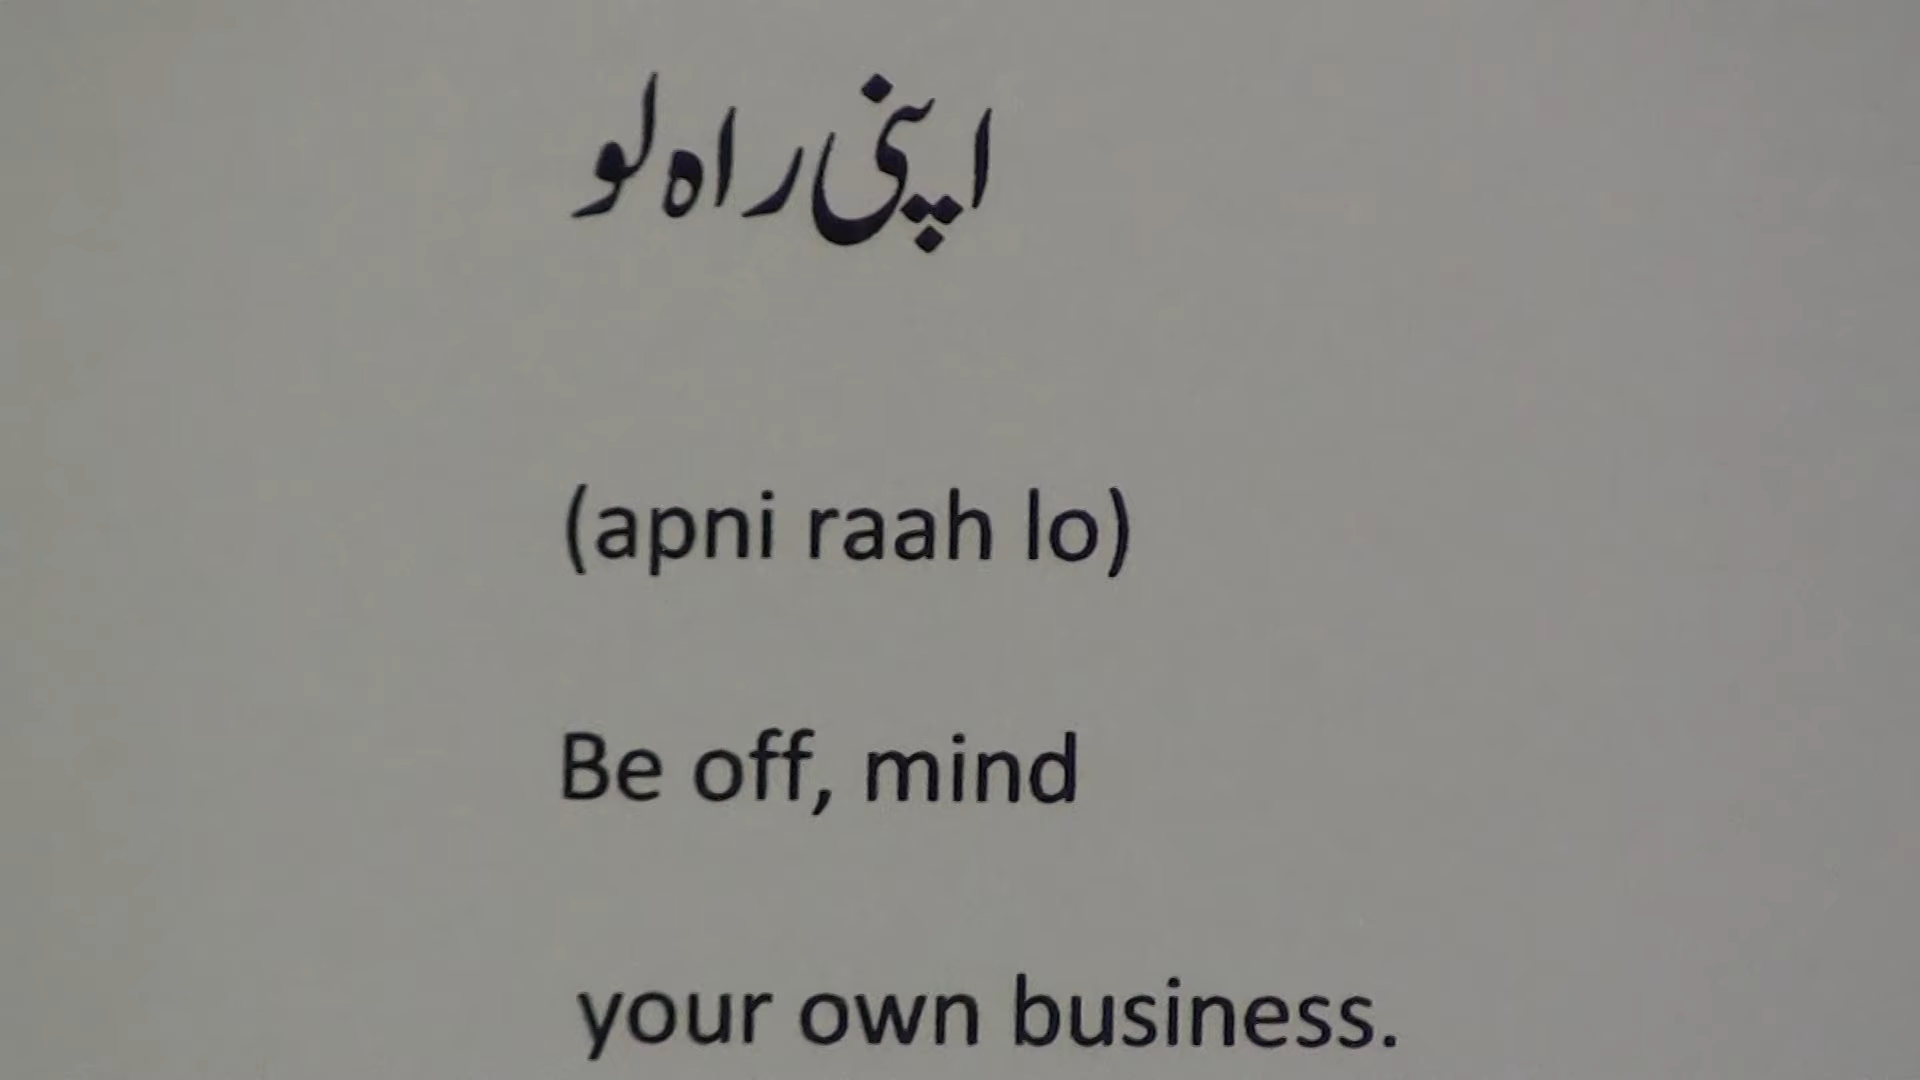 اپنی راہ لو
(apni raah lo)
Be off, mind
your own business.